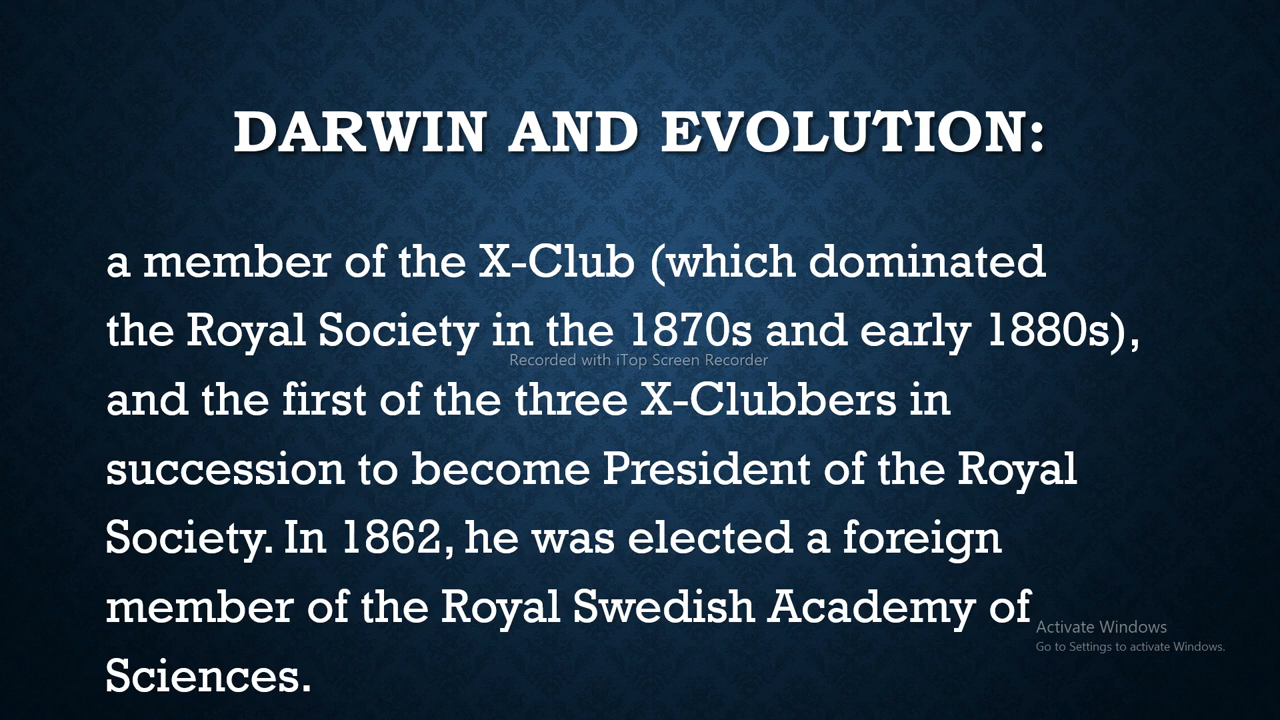 DARWIN AND EVOLUTION:
a member of the X-Club (which dominated
the Royal Society in the 1870s and early 1880s),
Recorded with iTop Screen Recorder
and the first of the three X-Clubbers in
succession to become President of the Royal
Society. In 1862, he was elected a foreign
member of the Royal Swedish Academy of
Activate Windows
Go to Settings to activate Windows.
Sciences.